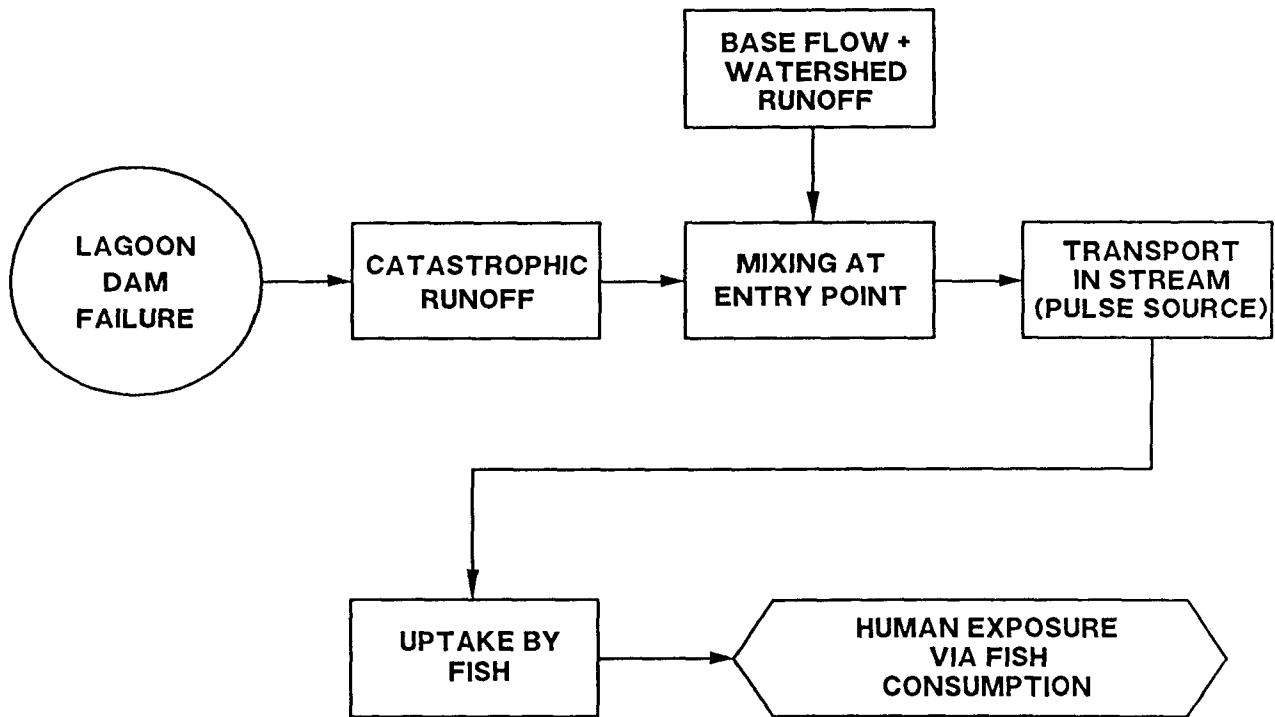 BASE FLOW +
WATERSHED
RUNOFF
LAGOON
DAM
FAILURE
CATASTROPHIC
RUNOFF
MIXING AT
ENTRY POINT
TRANSPORT
IN STREAM
(PULSE SOURCE)
UPTAKE BY
FISH
HUMAN EXPOSURE
VIA FISH
CONSUMPTION